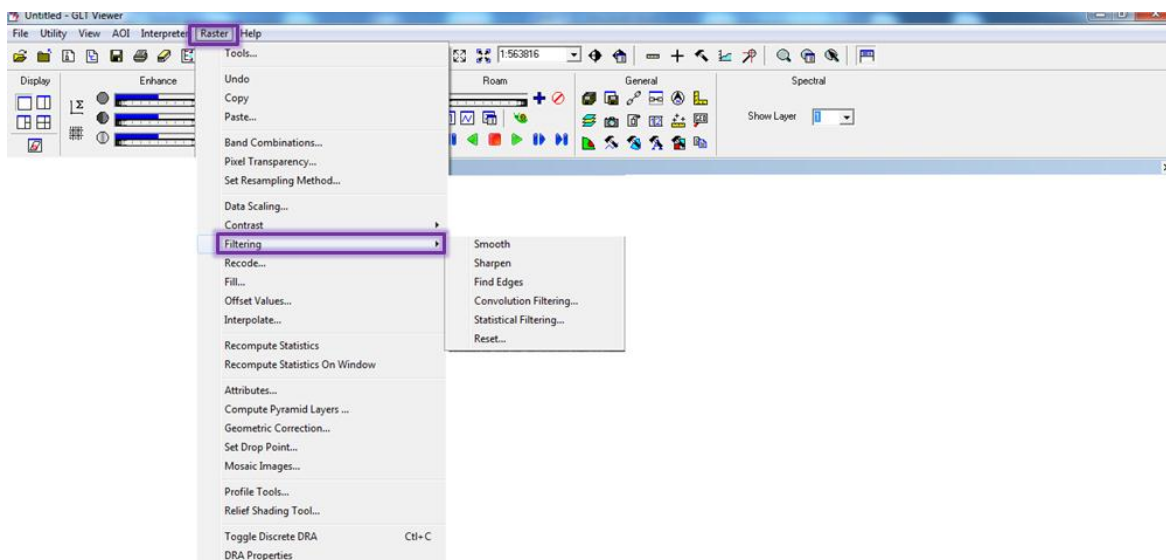 Untitled - GLT Viewer
File Utility View AOI Interpreter Raster Help
1:563816
Display
Enhance
Roam
General
Spectral
Show Layer
Tools...
Undo
Copy
Paste...
Band Combinations...
Pixel Transparency...
Set Resampling Method...
Data Scaling...
Contrast
Filtering
Smooth
Sharpen
Find Edges
Convolution Filtering...
Statistical Filtering...
Reset...
Recode...
Fill...
Offset Values...
Interpolate...
Recompute Statistics
Recompute Statistics On Window
Attributes...
Compute Pyramid Layers ...
Geometric Correction...
Set Drop Point...
Mosaic Images...
Profile Tools...
Relief Shading Tool...
Toggle Discrete DRA Ctl+C
DRA Properties